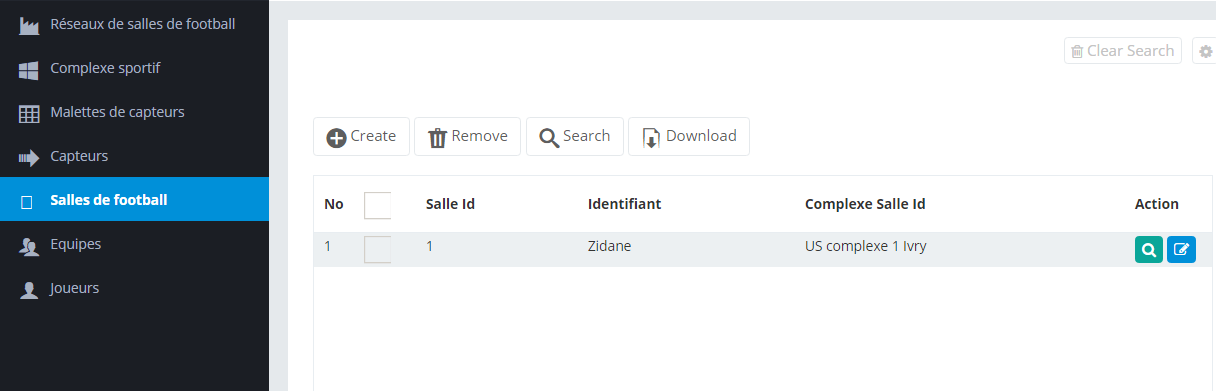 Réseaux de salles de football
Complexe sportif
Malettes de capteurs
Capteurs
Salles de football
Equipes
Joueurs
Clear Search
Create Remove Search Download
No Salle Id Identifiant Complexe Salle Id Action
1 1 Zidane US complexe 1 Ivry